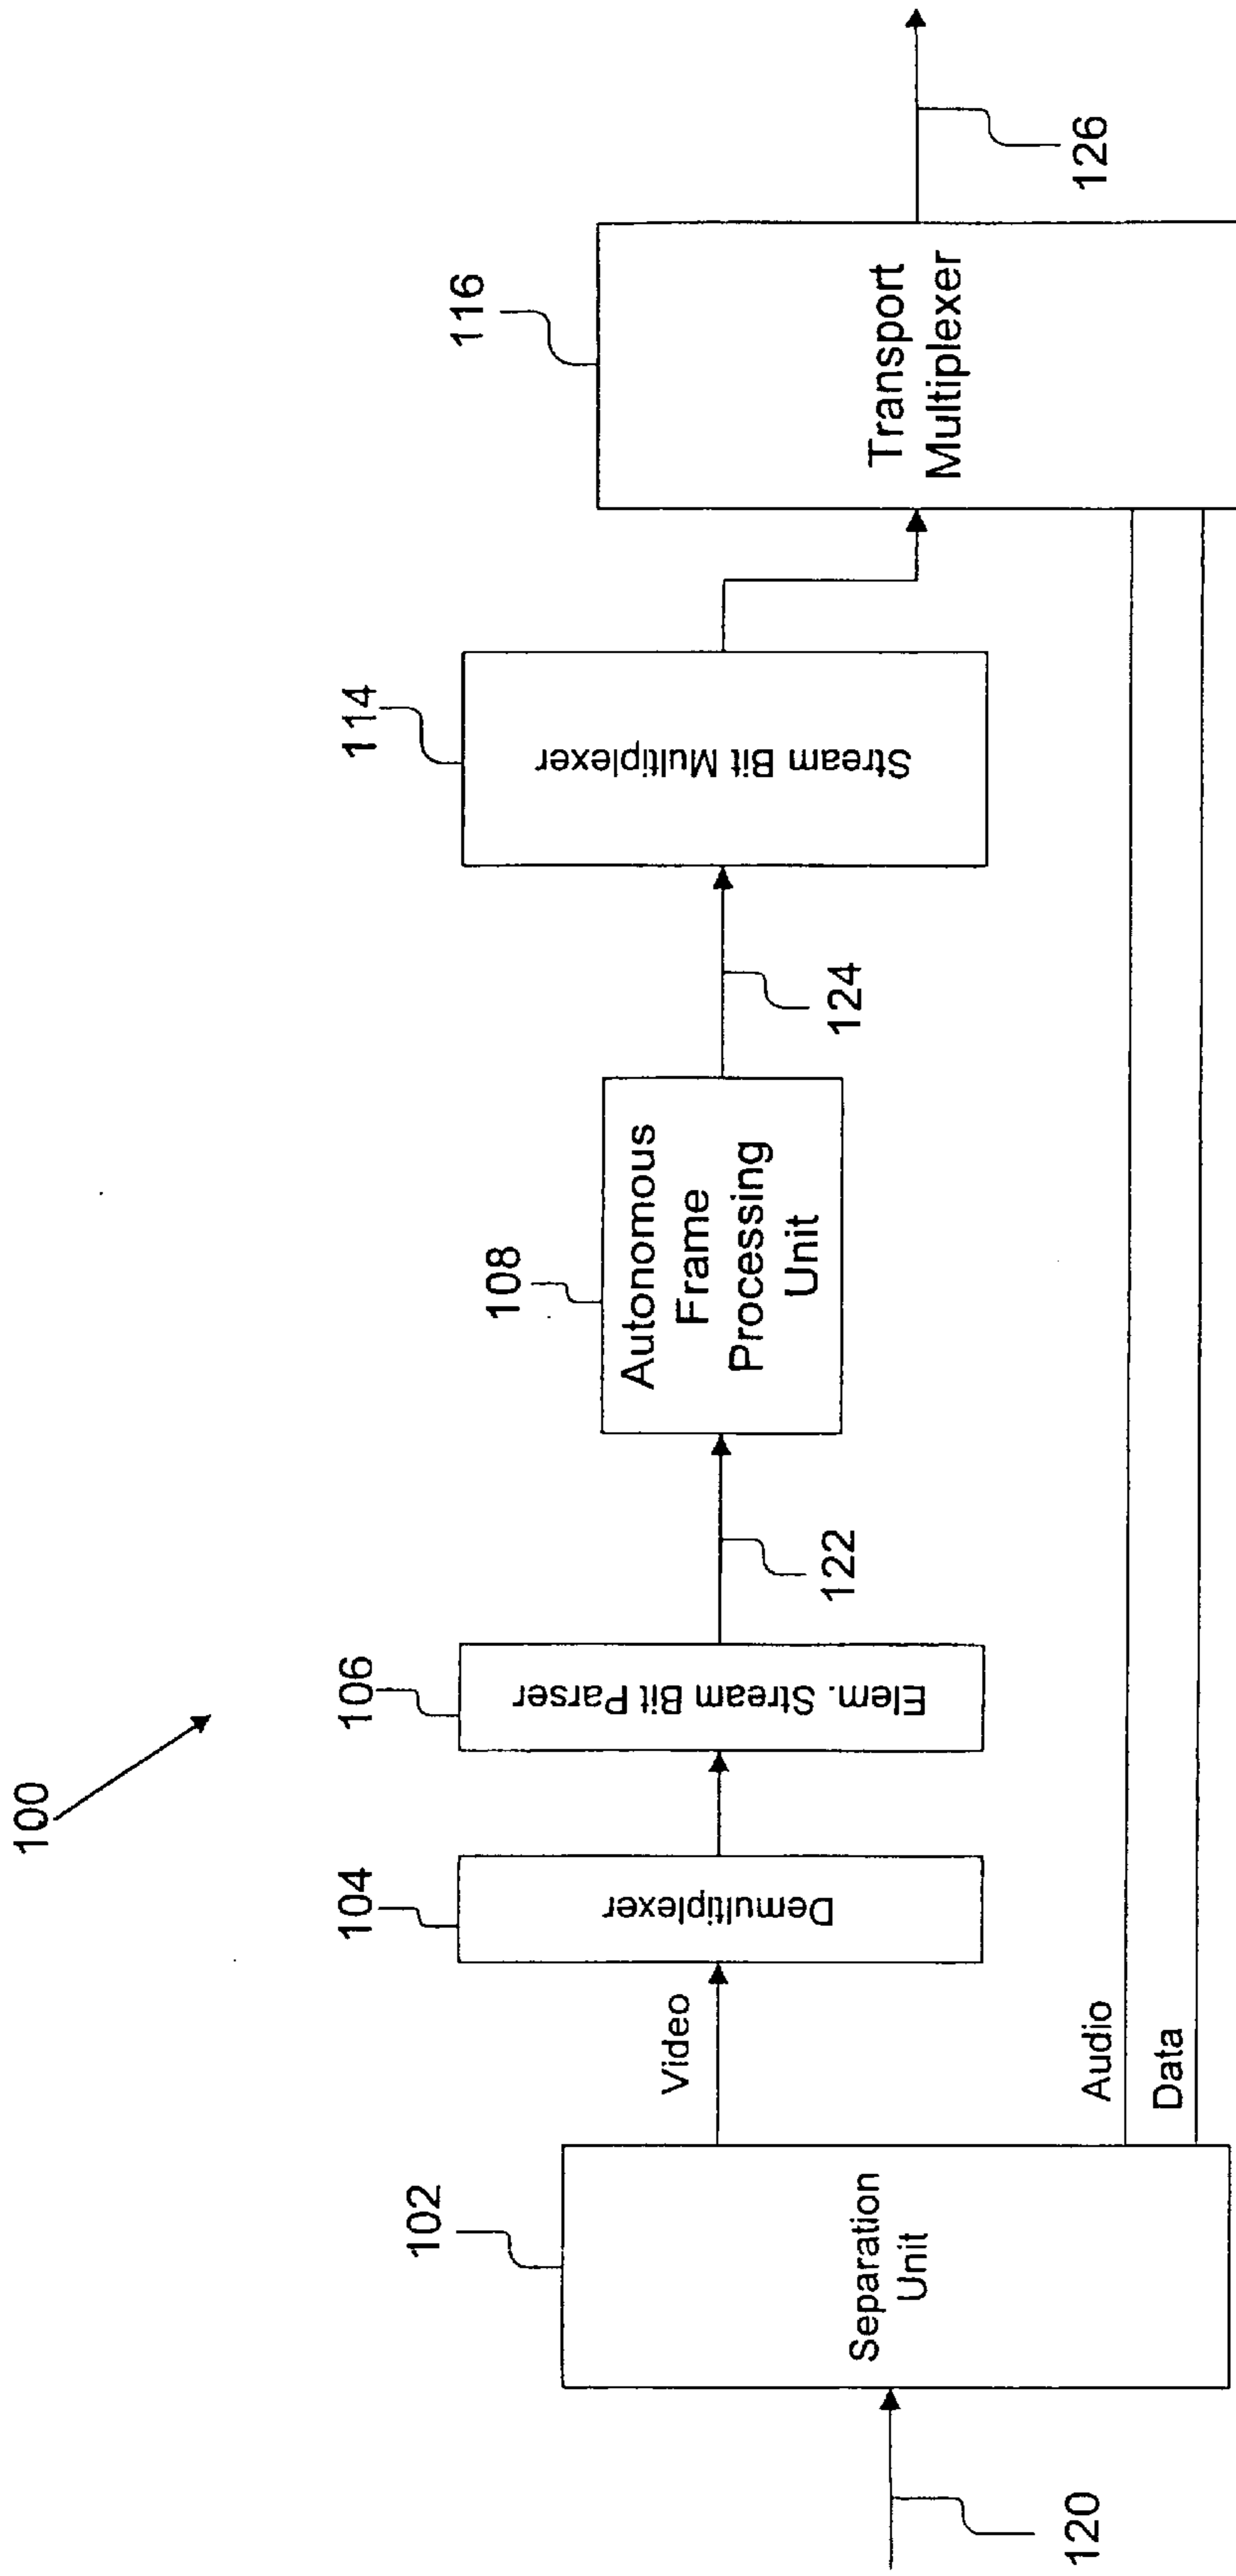 100
102
Separation
Unit
120
Video
Audio
Data
104
Demultiplexer
106
Elem. Stream Bit Parser
122
108
Autonomous
Frame
Processing
Unit
124
114
Stream Bit Multiplexer
116
Transport
Multiplexer
126